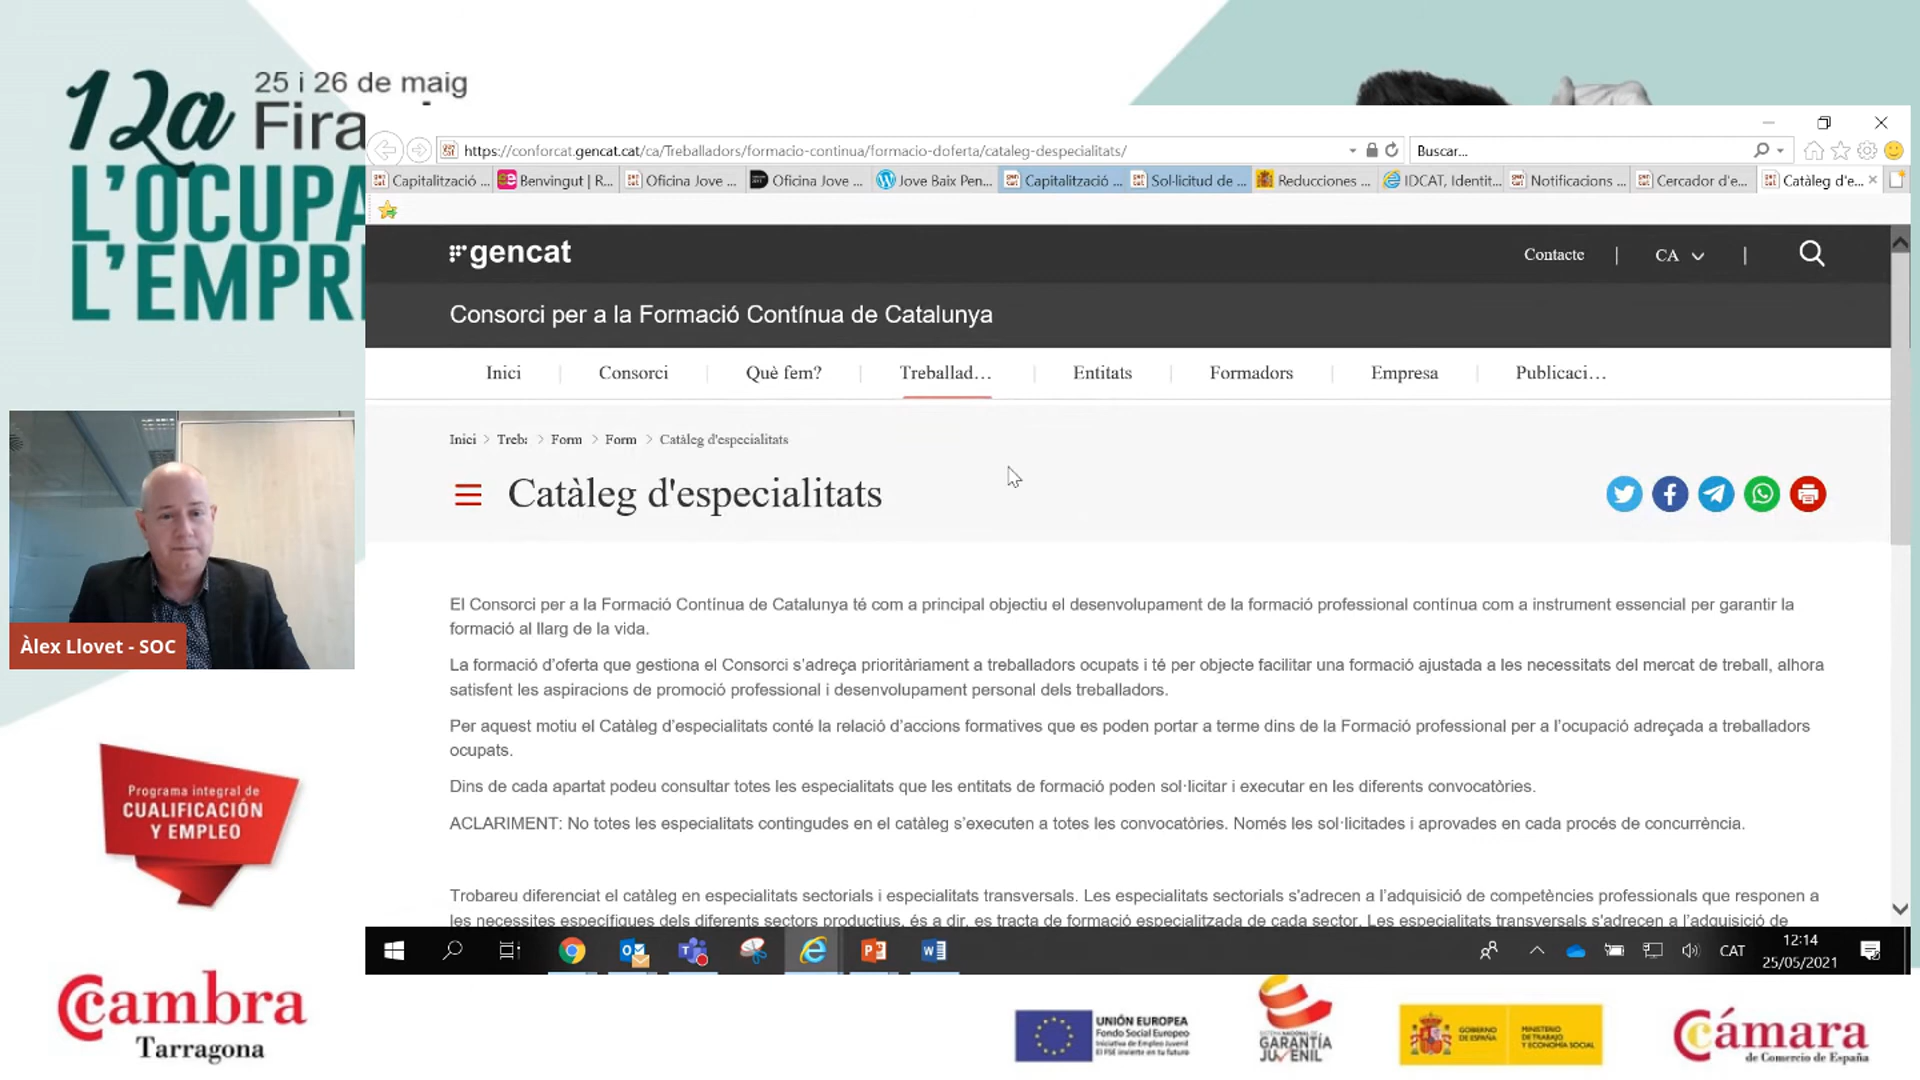 12a
25 i 26 de maig
Fira
L'OCUPA
L'EMPR
https://conforcat.gencat.cat/ca/Treballadors/formacio-continua/formacio-doferta/cataleg-despecialitats/
Buscar...
Capitalització ...
Benvingut | R...
Oficina Jove ...
Oficina Jove ...
Jove Baix Pen...
Capitalització ...
Sol·licitud de ...
Reducciones ...
IDCAT, Identit...
Notificacions ...
Cercador d'e...
Catàleg d'e...
gencat
Contacte | CA |
Consorci per a la Formació Contínua de Catalunya
Inici | Consorci | Què fem? | Treballad... | Entitats | Formadors | Empresa | Publicaci...
Inici > Treb: > Form > Form > Catàleg d'especialitats
Catàleg d'especialitats
El Consorci per a la Formació Contínua de Catalunya té com a principal objectiu el desenvolupament de la formació professional contínua com a instrument essencial per garantir la
formació al llarg de la vida.
La formació d'oferta que gestiona el Consorci s'adreça prioritàriament a treballadors ocupats i té per objecte facilitar una formació ajustada a les necessitats del mercat de treball, alhora
satisfent les aspiracions de promoció professional i desenvolupament personal dels treballadors.
Per aquest motiu el Catàleg d'especialitats conté la relació d'accions formatives que es poden portar a terme dins de la Formació professional per a l'ocupació adreçada a treballadors
ocupats.
Dins de cada apartat podeu consultar totes les especialitats que les entitats de formació poden sol·licitar i executar en les diferents convocatòries.
ACLARIMENT: No totes les especialitats contingudes en el catàleg s'executen a totes les convocatòries. Només les sol·licitades i aprovades en cada procés de concurrència.
Trobareu diferenciat el catàleg en especialitats sectorials i especialitats transversals. Les especialitats sectorials s'adrecen a l'adquisició de competències professionals que responen a
les necessites específiques dels diferents sectors productius, és a dir, es tracta de formació especialitzada de cada sector. Les especialitats transversals s'adrecen a l'adquisició de
Àlex Llovet - SOC
Programa integral de
CUALIFICACIÓN
Y EMPLEO
CAT
12:14
25/05/2021
Cambra
Tarragona
UNIÓN EUROPEA
Fondo Social Europeo
Iniciativa de Empleo Juvenil
El FSE invierte en tu futuro
SISTEMA NACIONAL DE
GARANTÍA
JUVENIL
GOBIERNO
DE ESPAÑA
MINISTERIO
DE TRABAJO
Y ECONOMÍA SOCIAL
Cámara
de Comercio de España